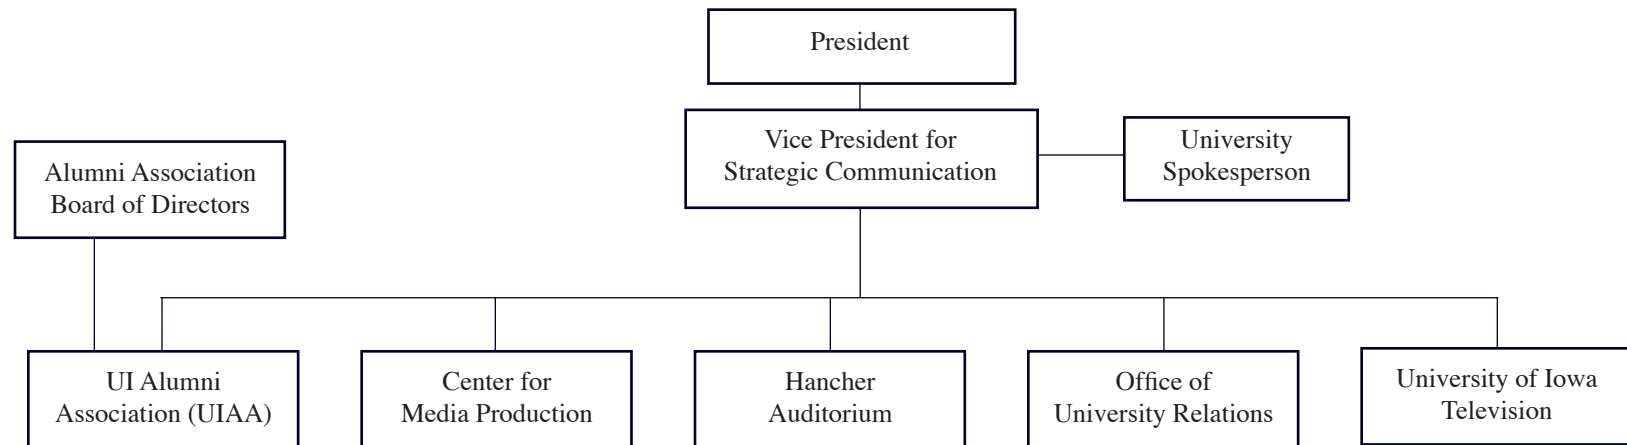 President
Vice President for
Strategic Communication
University
Spokesperson
Alumni Association
Board of Directors
UI Alumni
Association (UIAA)
Center for
Media Production
Hancher
Auditorium
Office of
University Relations
University of Iowa
Television